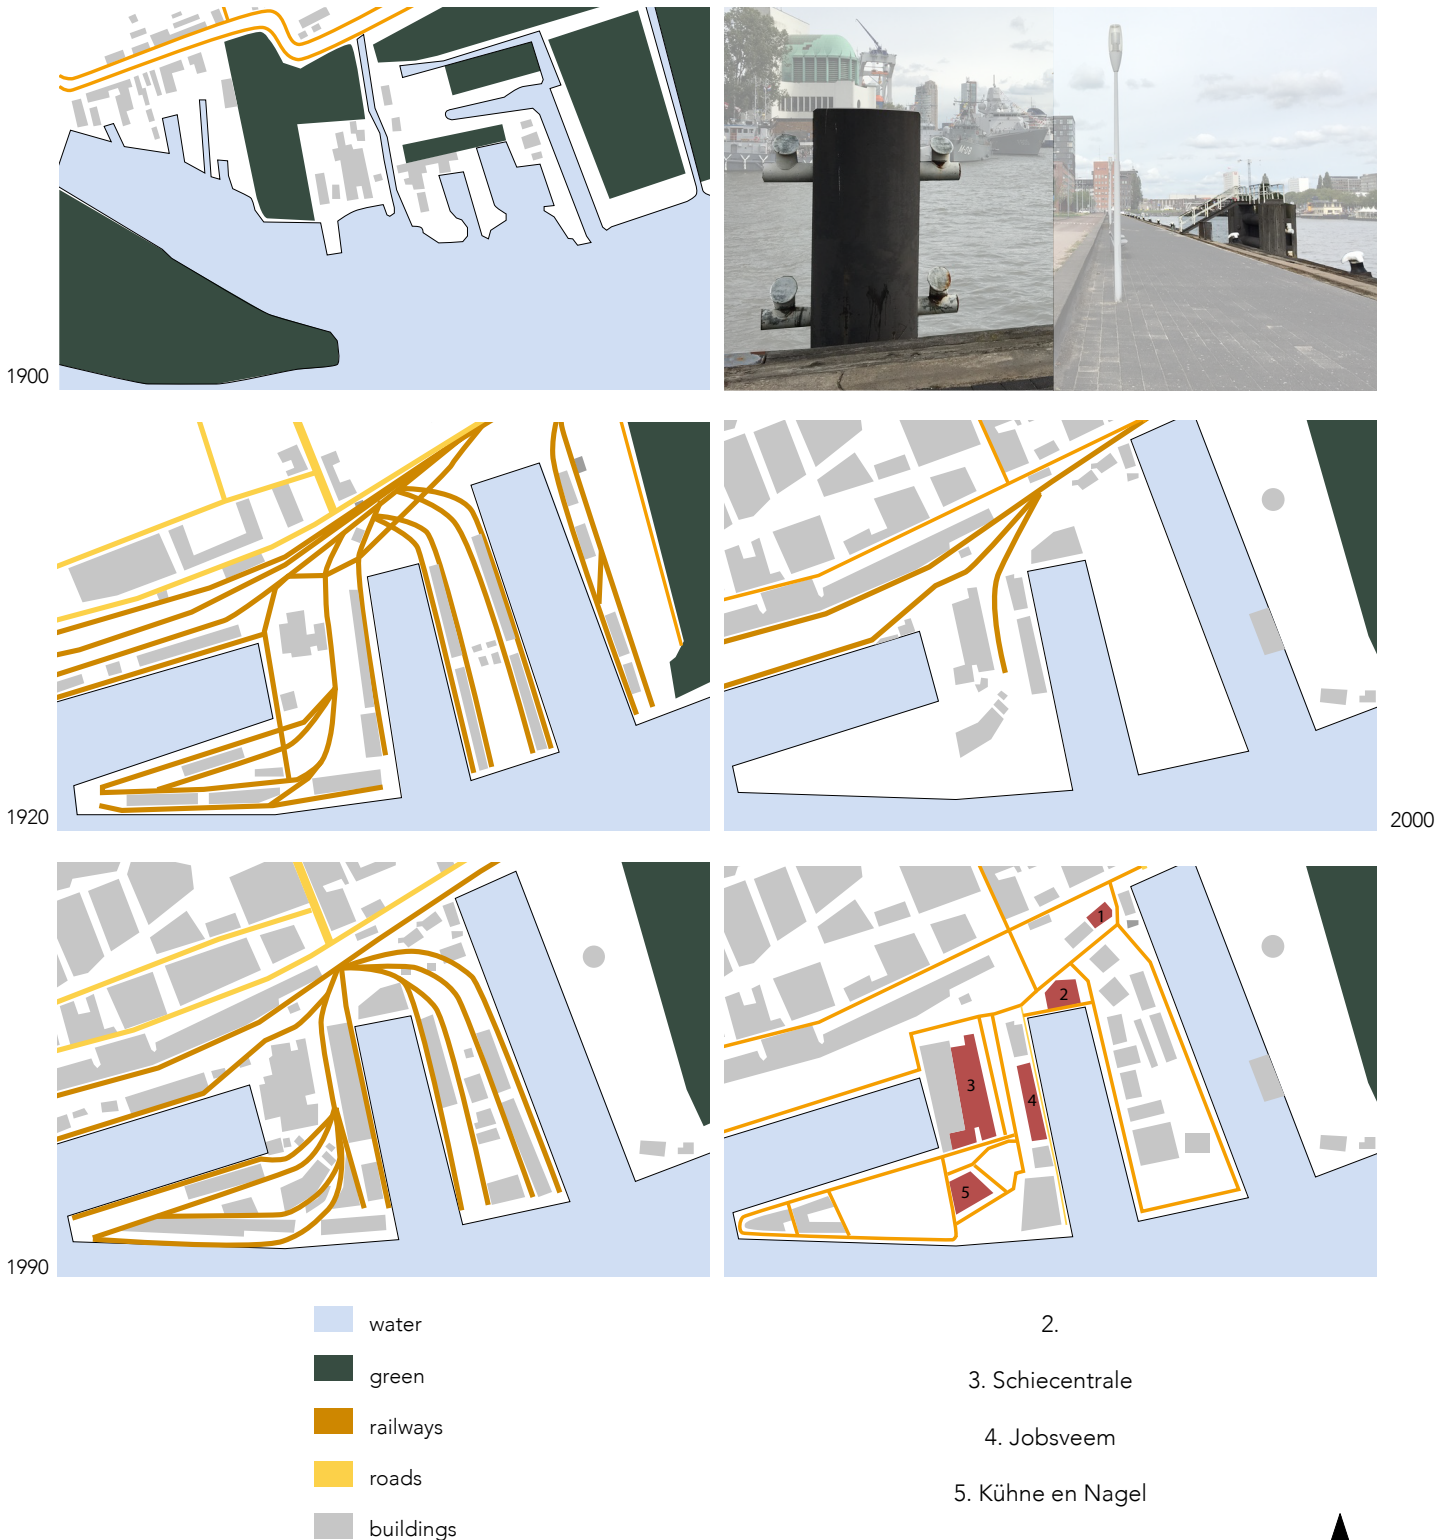 1900
1920
2000
1990
1
2
3
4
5
water
green
railways
roads
buildings
2.
3. Schiecentrale
4. Jobsveem
5. Kühne en Nagel